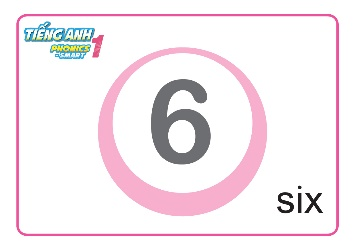 TIẾNG ANH
PHONICS
SMART
1
6
six